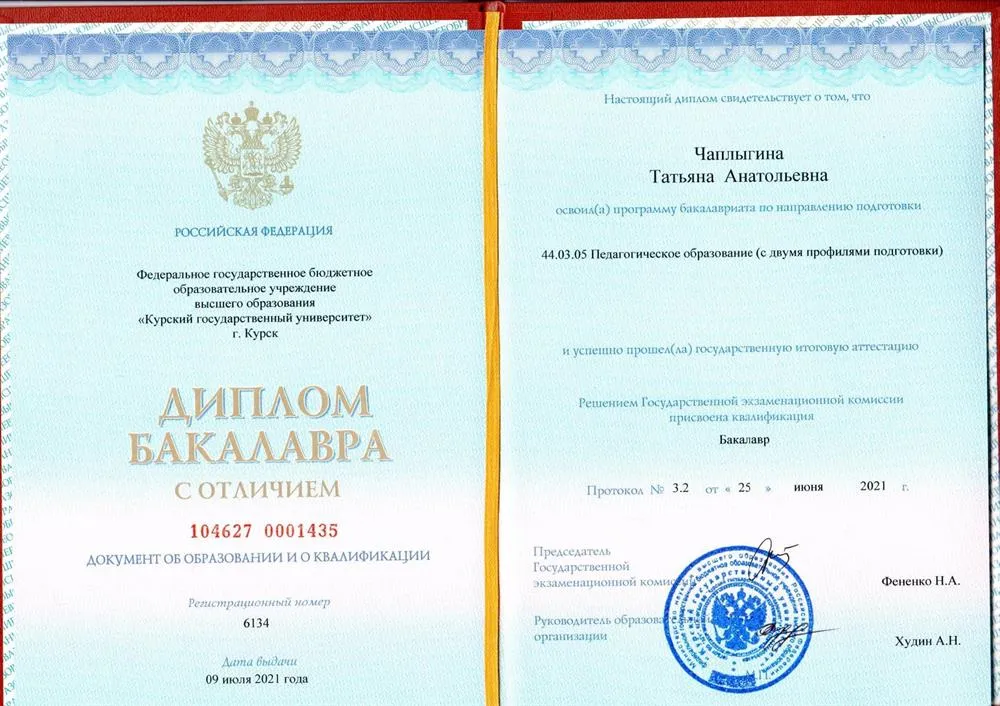 РОССИЙСКАЯ ФЕДЕРАЦИЯ
Федеральное государственное бюджетное
образовательное учреждение
высшего образования
«Курский государственный университет»
г. Курск
ДИПЛОМ
БАКАЛАВРА
С ОТЛИЧИЕМ
104627 0001435
ДОКУМЕНТ ОБ ОБРАЗОВАНИИ И О КВАЛИФИКАЦИИ
Регистрационный номер
6134
Дата выдачи
09 июля 2021 года
Настоящий диплом свидетельствует о том, что
Чаплыгина
Татьяна Анатольевна
освоил(а) программу бакалавриата по направлению подготовки
44.03.05 Педагогическое образование (с двумя профилями подготовки)
и успешно прошел(ла) государственную итоговую аттестацию
Решением Государственной экзаменационной комиссии
присвоена квалификация
Бакалавр
Протокол № 3.2 от « 25 » июня 2021 г.
Председатель
Государственной
экзаменационной
Фененко Н.А.
Руководитель
организации
Худин А.Н.
М.П.